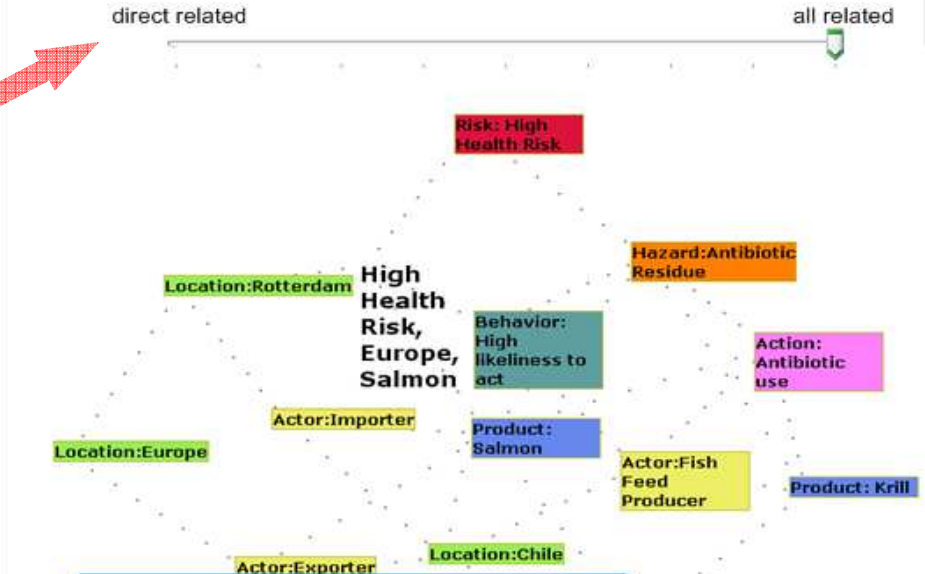 direct related
all related
Risk: High
Health Risk
Hazard:Antibiotic
Residue
Location:Rotterdam
High
Health
Risk,
Europe,
Salmon
Behavior:
High
likeliness to
act
Action:
Antibiotic
use
Actor:Importer
Product:
Salmon
Location:Europe
Actor:Fish
Feed
Producer
Product: Krill
Location:Chile
Actor:Exporter